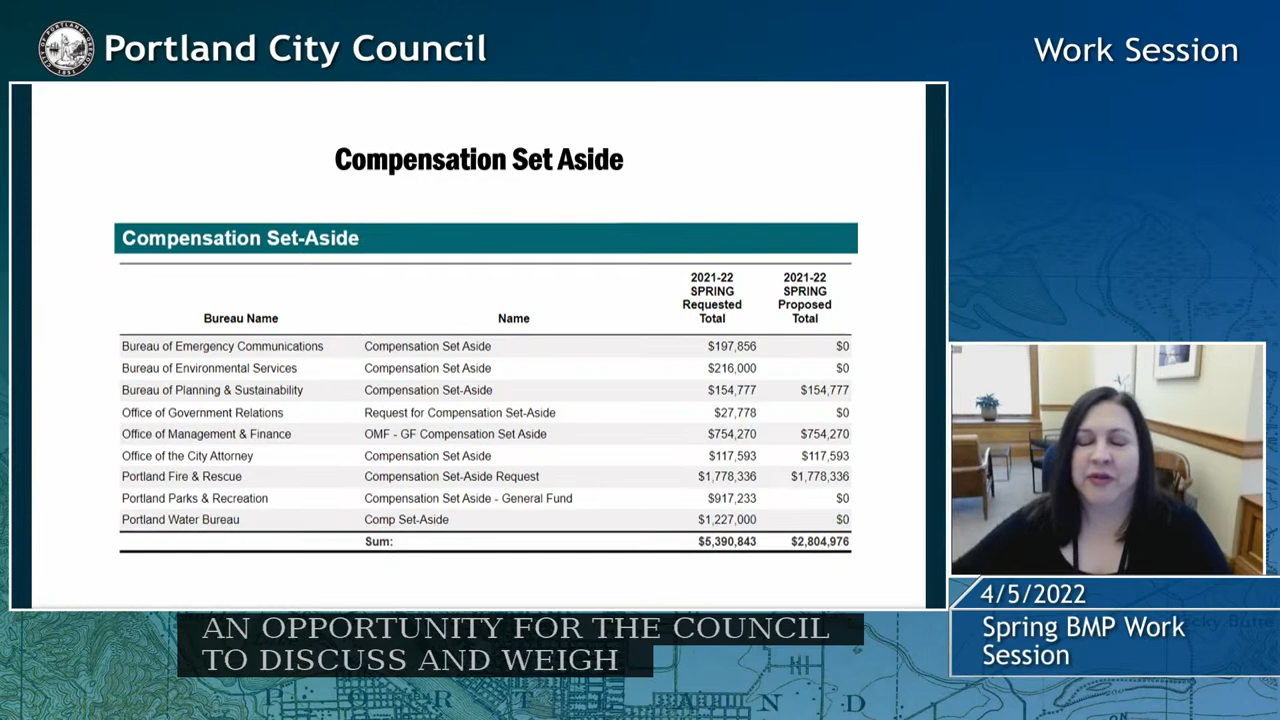 Portland City Council
Work Session
Compensation Set Aside
Compensation Set-Aside
Bureau Name Name 2021-22 SPRING Requested Total 2021-22 SPRING Proposed Total
Bureau of Emergency Communications Compensation Set Aside $197,856 $0
Bureau of Environmental Services Compensation Set Aside $216,000 $0
Bureau of Planning & Sustainability Compensation Set-Aside $154,777 $154,777
Office of Government Relations Request for Compensation Set-Aside $27,778 $0
Office of Management & Finance OMF - GF Compensation Set Aside $754,270 $754,270
Office of the City Attorney Compensation Set Aside $117,593 $117,593
Portland Fire & Rescue Compensation Set-Aside Request $1,778,336 $1,778,336
Portland Parks & Recreation Compensation Set Aside - General Fund $917,233 $0
Portland Water Bureau Comp Set-Aside $1,227,000 $0
Sum: $5,390,843 $2,804,976
4/5/2022
Spring BMP Work
Session
AN OPPORTUNITY FOR THE COUNCIL
TO DISCUSS AND WEIGH
P O R T L A N D